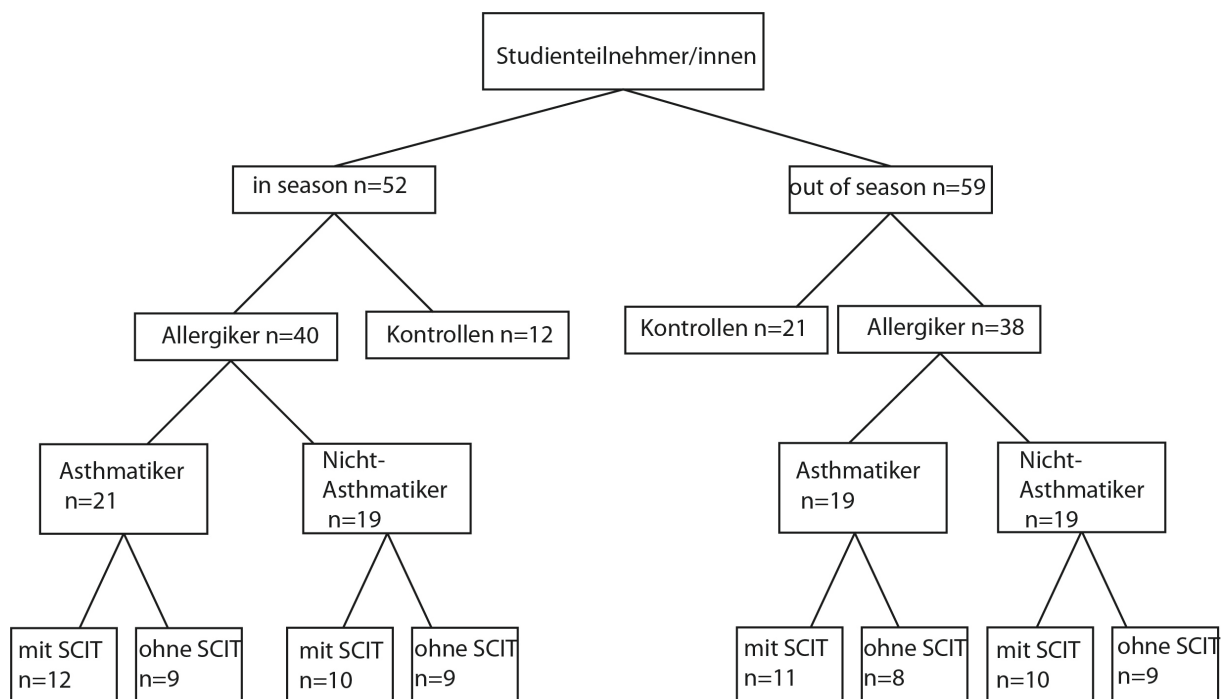 Studienteilnehmer/innen
in season n=52
out of season n=59
Allergiker n=40
Kontrollen n=12
Kontrollen n=21
Allergiker n=38
Asthmatiker
n=21
Nicht-
Asthmatiker
n=19
Asthmatiker
n=19
Nicht-
Asthmatiker
n=19
mit SCIT
n=12
ohne SCIT
n=9
mit SCIT
n=10
ohne SCIT
n=9
mit SCIT
n=11
ohne SCIT
n=8
mit SCIT
n=10
ohne SCIT
n=9